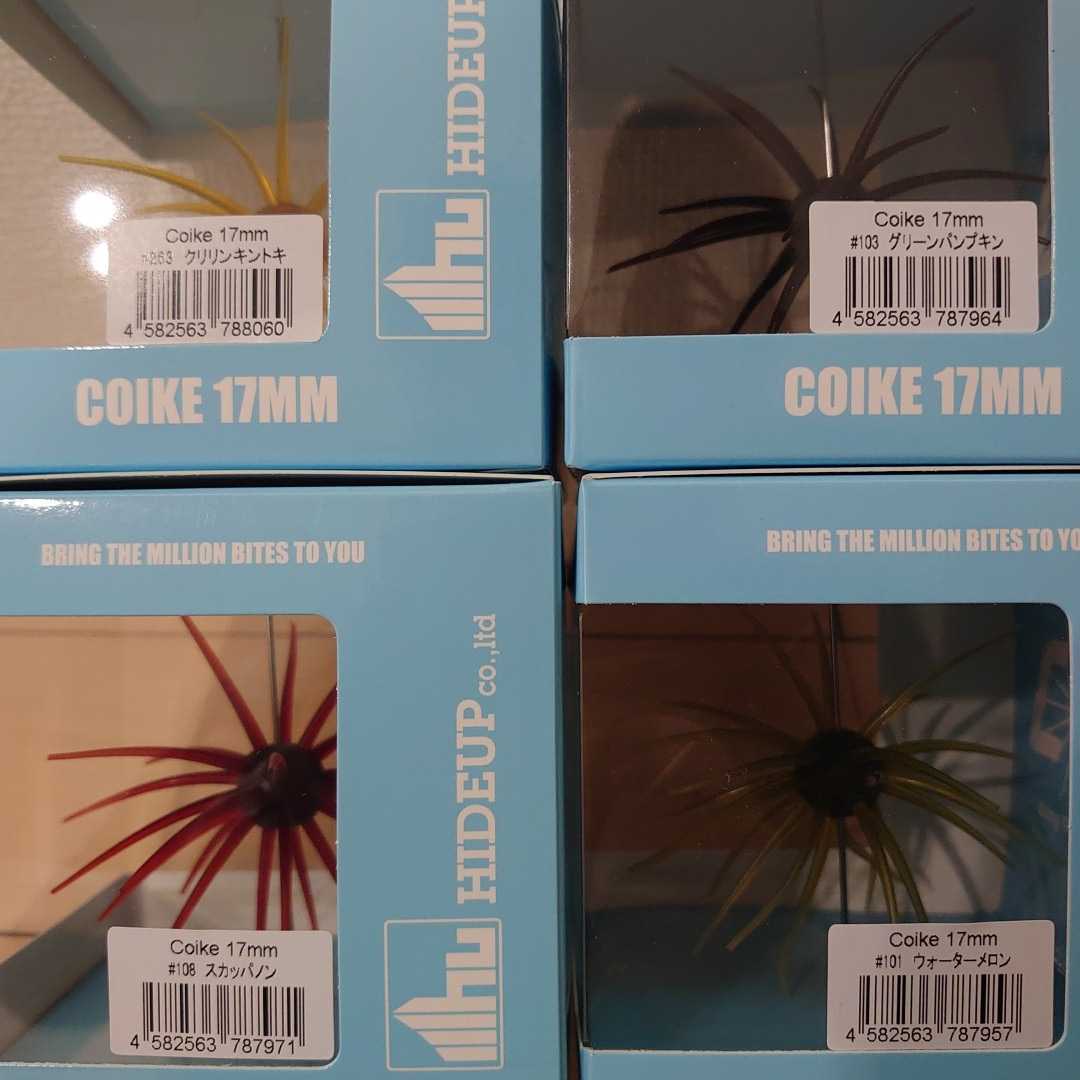 HIDEUP
Coike 17mm
#263 クリリンキントキ
4 582563 788060
COIKE 17MM
Coike 17mm
#103 グリーンパンプキン
4 582563 787964
COIKE 17MM
BRING THE MILLION BITES TO YOU
HIDEUP co.,ltd
Coike 17mm
#108 スカッパノン
4 582563 787971
BRING THE MILLION BITES TO YO
Coike 17mm
#101 ウォーターメロン
4 582563 787957